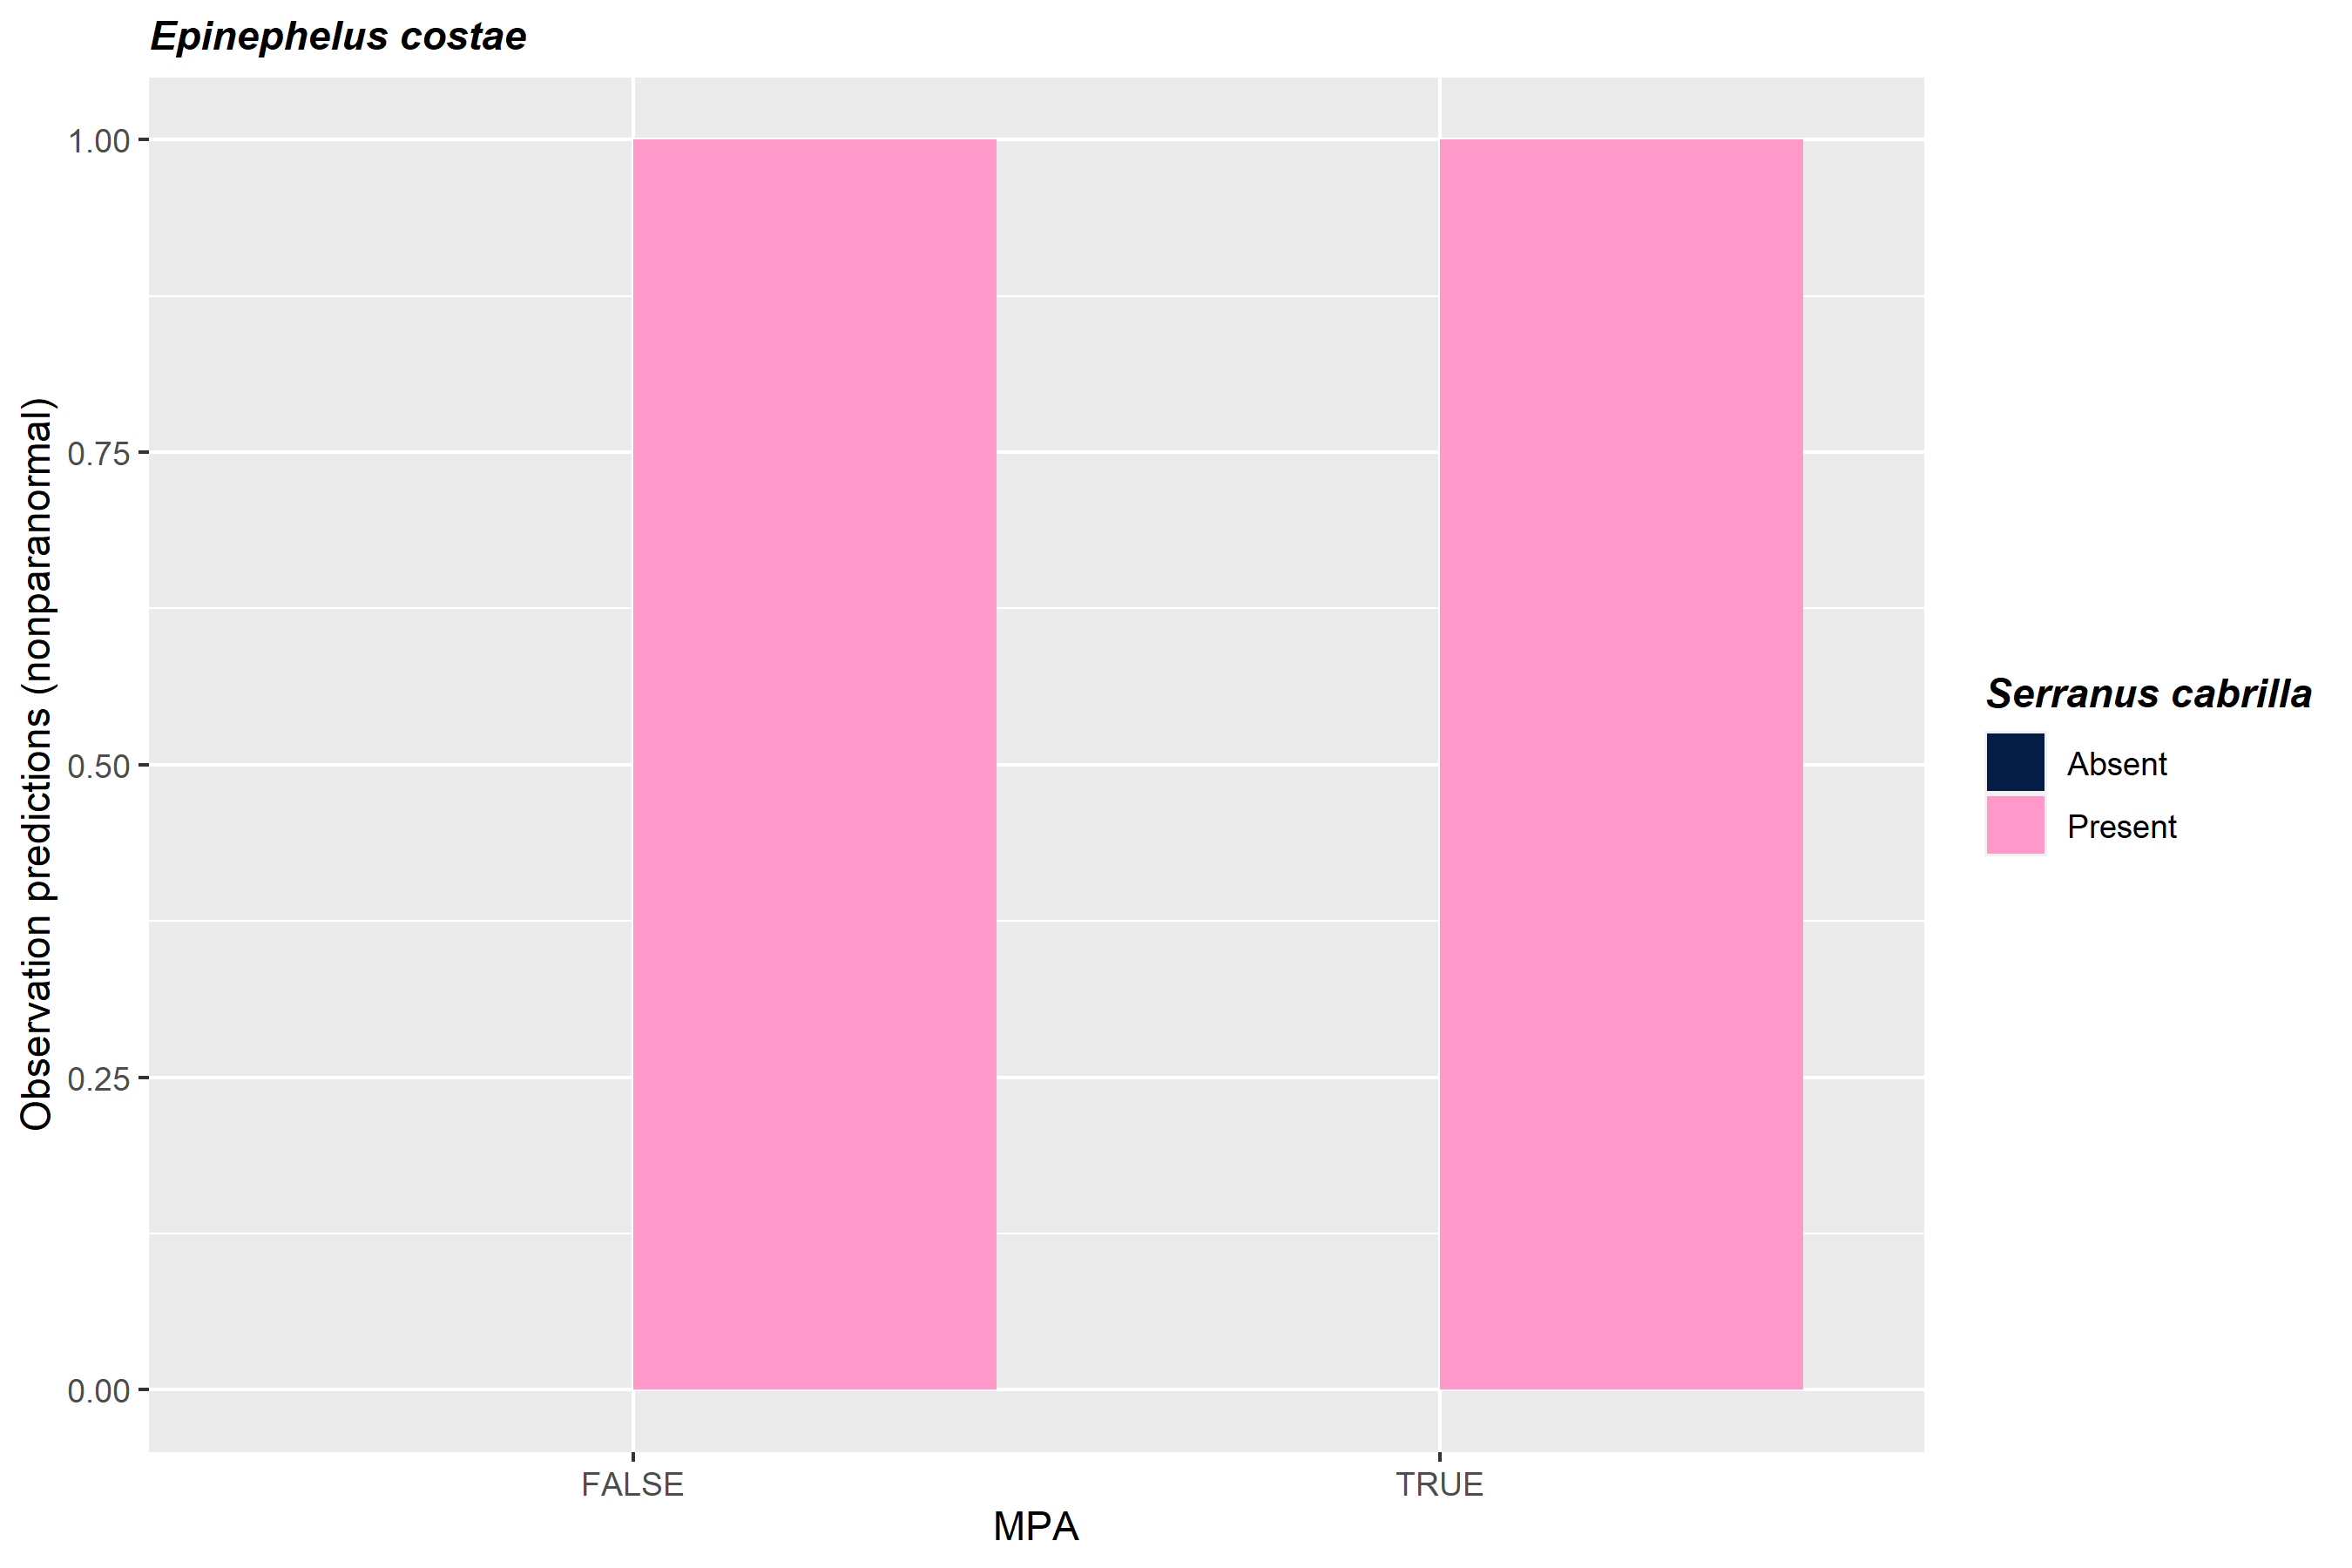 Epinephelus costae
Observation predictions (nonparanormal)
1.00
0.75
0.50
0.25
0.00
FALSE
TRUE
MPA
Serranus cabrilla
Absent
Present